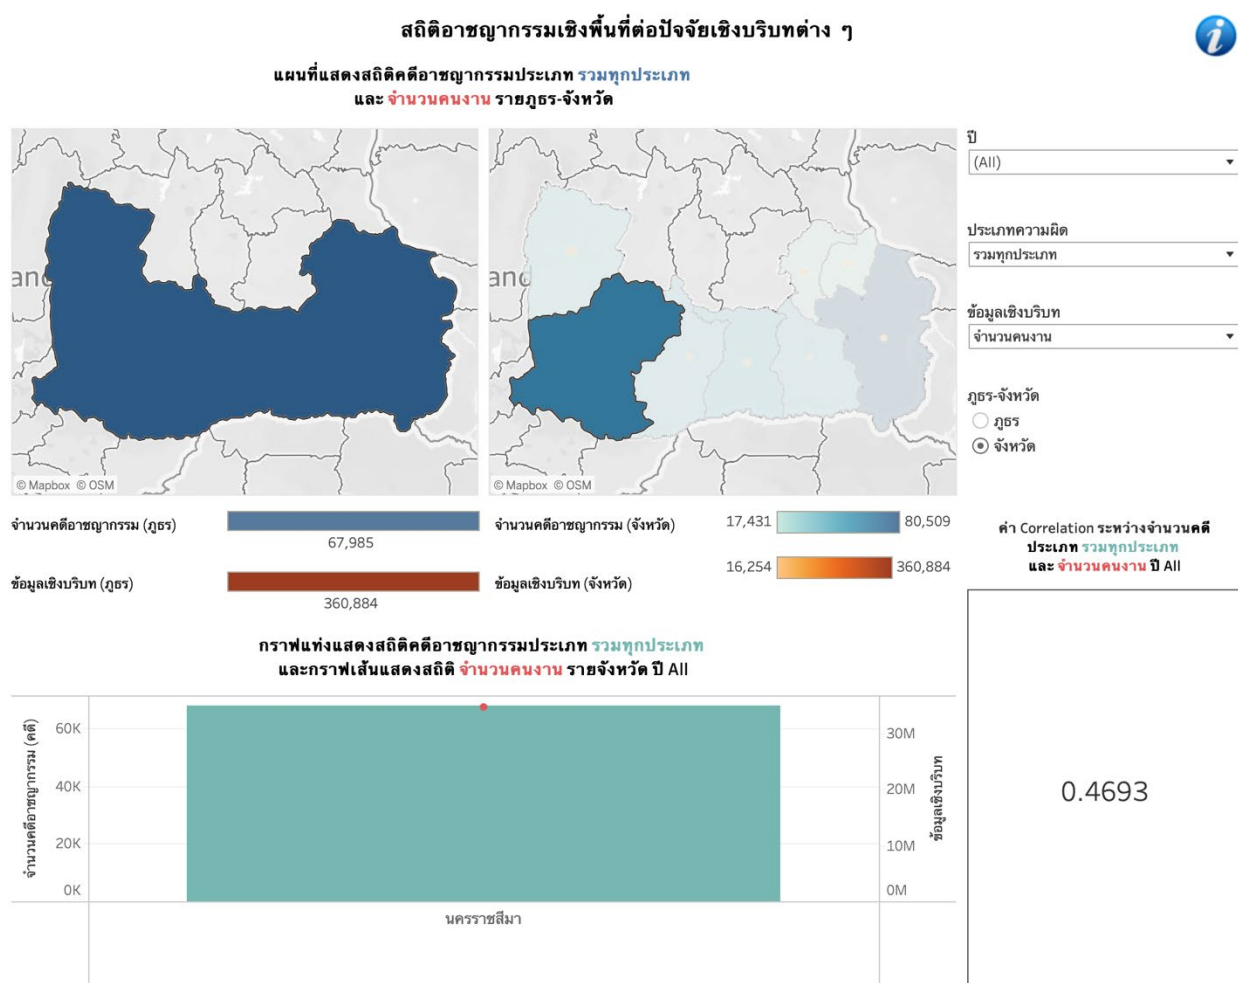 สถิติอาชญากรรมเชิงพื้นที่ต่อปัจจัยเชิงบริบทต่าง ๆ
i
แผนที่แสดงสถิติคดีอาชญากรรมประเภท รวมทุกประเภท
และ จำนวนคนงาน รายภูธร-จังหวัด
and
© Mapbox © OSM
and
© Mapbox © OSM
ปี
(All)
ประเภทความผิด
รวมทุกประเภท
ข้อมูลเชิงบริบท
จำนวนคนงาน
ภูธร-จังหวัด
ภูธร
จังหวัด
จำนวนคดีอาชญากรรม (ภูธร)
67,985
จำนวนคดีอาชญากรรม (จังหวัด)
17,431 80,509
ข้อมูลเชิงบริบท (ภูธร)
360,884
ข้อมูลเชิงบริบท (จังหวัด)
16,254 360,884
ค่า Correlation ระหว่างจำนวนคดี
ประเภท รวมทุกประเภท
และ จำนวนคนงาน ปี All
0.4693
กราฟแท่งแสดงสถิติคดีอาชญากรรมประเภท รวมทุกประเภท
และกราฟเส้นแสดงสถิติ จำนวนคนงาน รายจังหวัด ปี All
จำนวนคดีอาชญากรรม (คดี)
60K
40K
20K
0K
30M
20M
10M
0M
ข้อมูลเชิงบริบท
นครราชสีมา